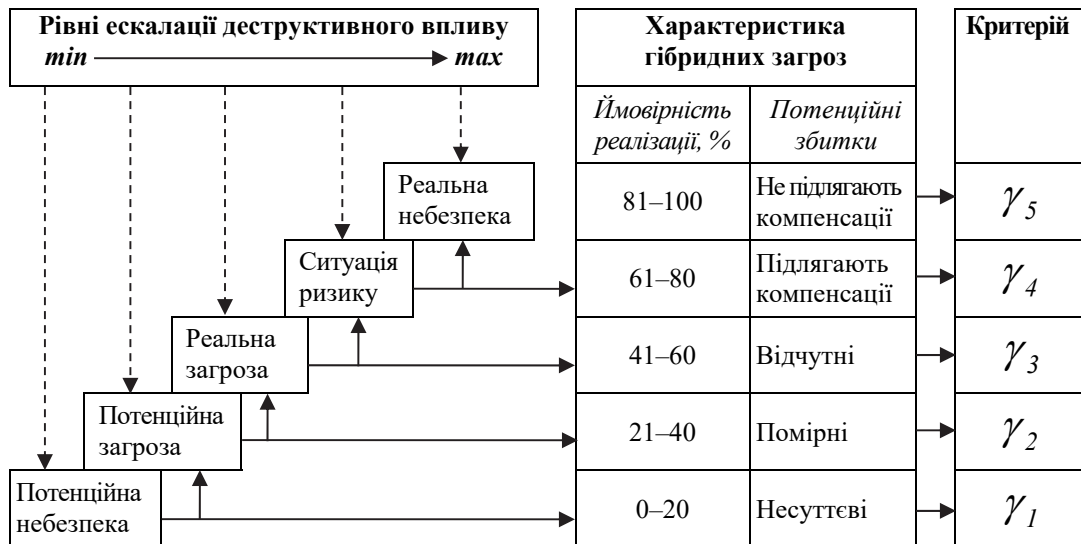 Рівні ескалації деструктивного впливу
min max
Характеристика
гібридних загроз
Критерій
Ймовірність
реалізації, %
Потенційні
збитки
Реальна
небезпека
81–100
Не підлягають
компенсації
γ5
Ситуація
ризику
61–80
Підлягають
компенсації
γ4
Реальна
загроза
41–60
Відчутні
γ3
Потенційна
загроза
21–40
Помірні
γ2
Потенційна
небезпека
0–20
Несуттєві
γ1